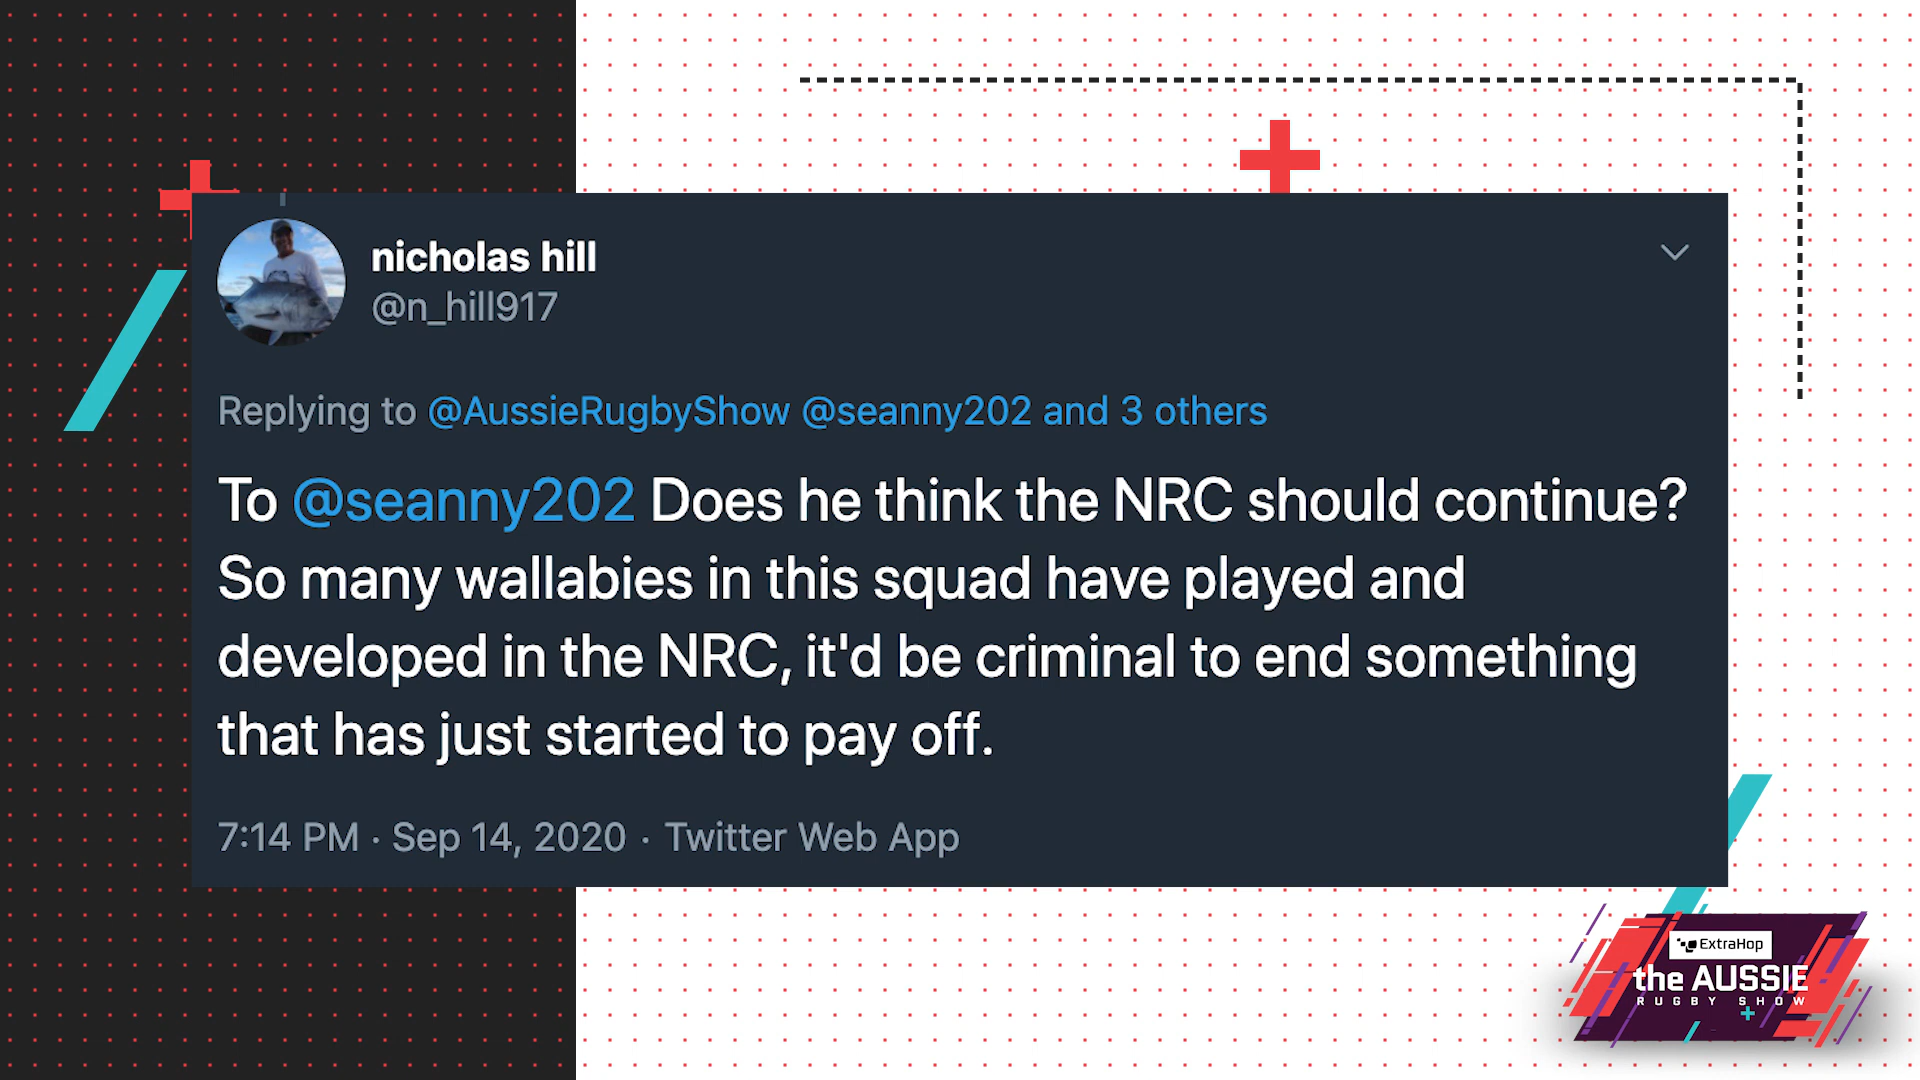 nicholas hill
@n_hill917
Replying to @AussieRugbyShow @seanny202 and 3 others
To @seanny202 Does he think the NRC should continue?
So many wallabies in this squad have played and
developed in the NRC, it'd be criminal to end something
that has just started to pay off.
7:14 PM · Sep 14, 2020 · Twitter Web App
ExtraHop
the AUSSIE
RUGBY SHOW